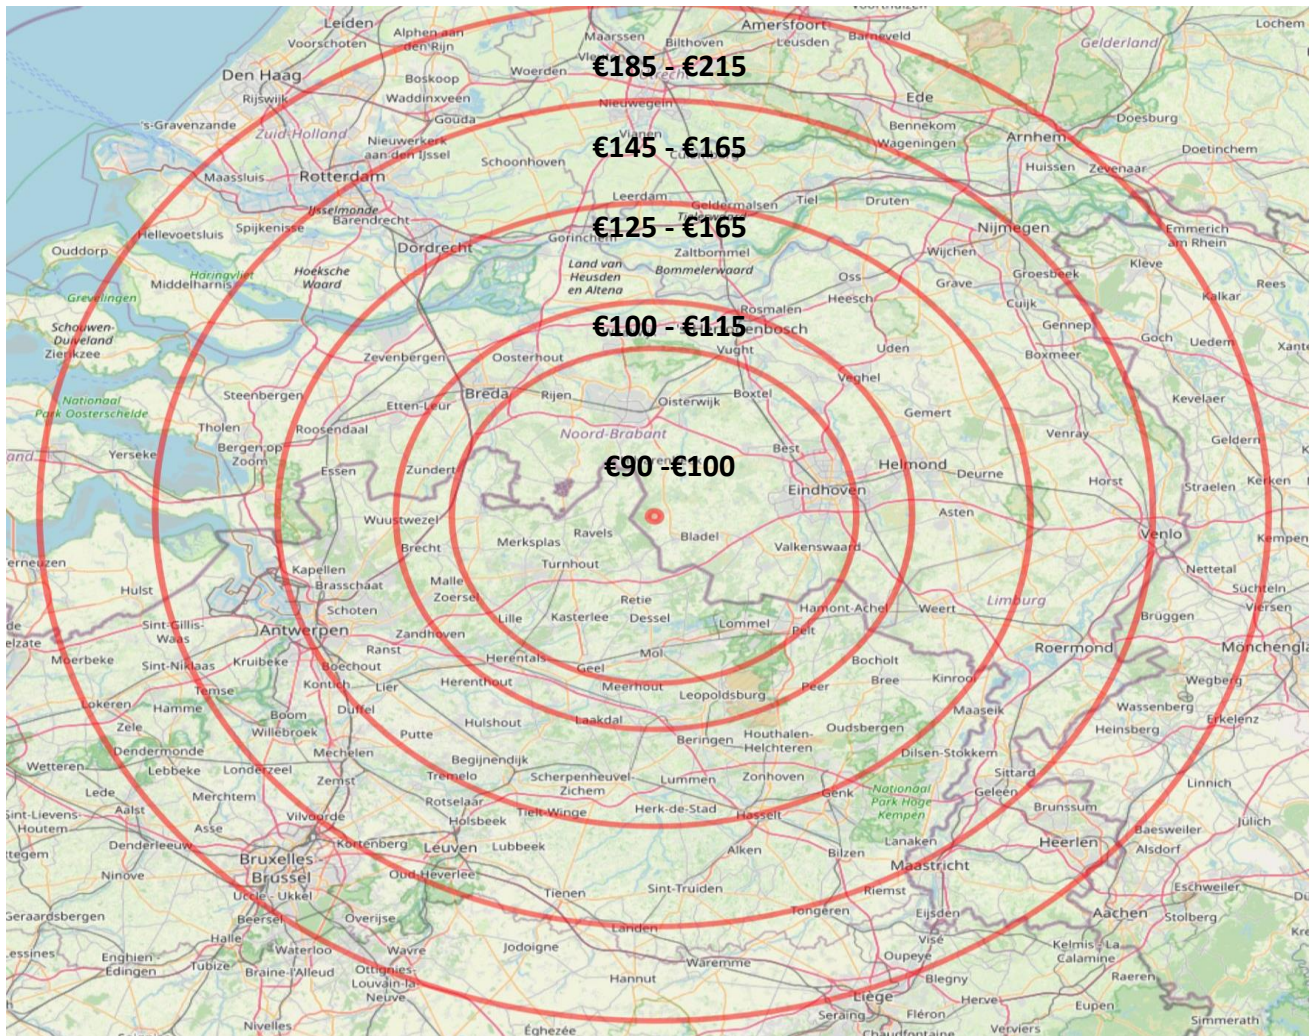 Leiden
Alphen aan
den Rijn
Voorschoten
Maarssen
Amersfoort
Lochem
Bilthoven
Leusden
Barneveld
Gelderland
€185 - €215
Den Haag
Boskoop
Woerden
Rijswijk
Waddinxveen
Nieuwegein
Ede
Gouda
Doesburg
's-Gravenzande
Zuid-Holland
Nieuwerkerk
aan den IJssel
Vianen
Bennekom
Wageningen
Arnhem
€145 - €165
Schoonhoven
Doetinchem
Maassluis
Rotterdam
Huissen
Zevenaar
Leerdam
Geldermalsen
Tiel
Druten
IJsselmonde
Barendrecht
Hellevoetsluis
Spijkenisse
€125 - €165
Nijmegen
Emmerich
am Rhein
Gorinchem
Dordrecht
Ouddorp
Zaltbommel
Wijchen
Haringvliet
Middelharnis
Hoeksche
Waard
Land van
Heusden
en Altena
Bommelerwaard
Oss
Grave
Groesbeek
Kleve
Rees
Grevelingen
Heesch
Cuijk
Kalkar
Rosmalen
Schouwen-
Duiveland
Zierikzee
€100 - €115
Gennep
Goch
Uedem
Zevenbergen
Oosterhout
Vught
Uden
Boxmeer
Breda
Rijen
Oisterwijk
Boxtel
Veghel
Steenbergen
Etten-Leur
Kevelaer
Nationaal
Park Oosterschelde
Gemert
Tholen
Roosendaal
Noord-Brabant
Venray
Geldern
Yerseke
Bergen op
Zoom
Best
Essen
Zundert
€90 -€100
Helmond
Deurne
Horst
Straelen
Kerken
Eindhoven
Wuustwezel
Asten
Merksplas
Ravels
Bladel
Venlo
Brecht
Valkenswaard
Turnhout
Kapellen
Brasschaat
Nettetal
Hulst
Malle
Zoersel
Retie
Süchteln
Viersen
Schoten
Lille
Kasterlee
Dessel
Lommel
Hamont-Achel
Weert
Limburg
Brüggen
Sint-Gillis-
Waas
Antwerpen
Zandhoven
Pelt
Ranst
Herentals
Mol
Roermond
Moerbeke
Sint-Niklaas
Kruibeke
Boechout
Geel
Bocholt
Bree
Kinrooi
Wegberg
Temse
Kontich
Lier
Herenthout
Meerhout
Leopoldsburg
Peer
Lokeren
Hamme
Duffel
Maaseik
Wassenberg
Erkelenz
Zele
Boom
Willebroek
Hulshout
Laakdal
Oudsbergen
Heinsberg
Putte
Beringen
Houthalen-
Helchteren
Dendermonde
Mechelen
Begijnendijk
Dilsen-Stokkem
Wetteren
Lebbeke
Londerzeel
Zemst
Tremelo
Scherpenheuvel-
Zichem
Lummen
Zonhoven
Sittard
Geleen
Linnich
Lede
Merchtem
Rotselaar
Genk
Nationaal
Park Hoge
Kempen
Brunssum
Aalst
Tielt-Winge
Herk-de-Stad
Hasselt
Vilvoorde
Holsbeek
Asse
Jülich
Baesweiler
Denderleeuw
Kortenberg
Leuven
Lubbeek
Alken
Bilzen
Lanaken
Heerlen
Alsdorf
Bruxelles -
Brussel
Maastricht
Ninove
Oud-Heverlee
Sint-Truiden
Tienen
Riemst
Eschweiler
Uccle - Ukkel
Geraardsbergen
Beersel
Overijse
Landen
Tongeren
Eijsden
Aachen
Stolberg
Halle
Waterloo
Wavre
Jodoigne
Visé
Kelmis - La
Calamine
Enghien -
Edingen
Tubize
Braine-l'Alleud
Ottignies-
Louvain-la-
Neuve
Hannut
Waremme
Oupeye
Blegny
Raeren
Liège
Herve
Eupen
Seraing
Fléron
Nivelles
Éghezée
Chaudfontaine
Verviers
Simmerath